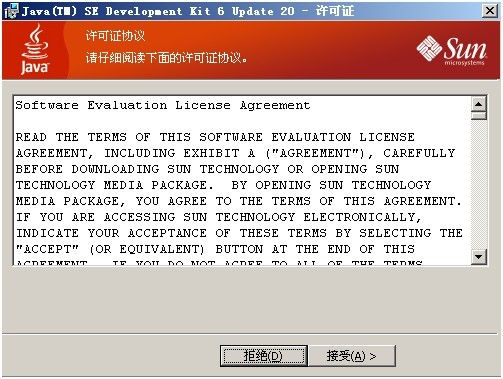 Java(TM) SE Development Kit 6 Update 20 - 许可证
许可证协议
请仔细阅读下面的许可证协议。
Java
Sun
microsystems
Software Evaluation License Agreement
READ THE TERMS OF THIS SOFTWARE EVALUATION LICENSE
AGREEMENT, INCLUDING EXHIBIT A ("AGREEMENT"), CAREFULLY
BEFORE DOWNLOADING SUN TECHNOLOGY OR OPENING SUN
TECHNOLOGY MEDIA PACKAGE.  BY OPENING SUN TECHNOLOGY
MEDIA PACKAGE, YOU AGREE TO THE TERMS OF THIS AGREEMENT.
IF YOU ARE ACCESSING SUN TECHNOLOGY ELECTRONICALLY,
INDICATE YOUR ACCEPTANCE OF THESE TERMS BY SELECTING THE
"ACCEPT" (OR EQUIVALENT) BUTTON AT THE END OF THIS
AGREEMENT.  IF YOU DO NOT AGREE TO ALL OF THE TERMS
拒绝(D)
接受(A) >